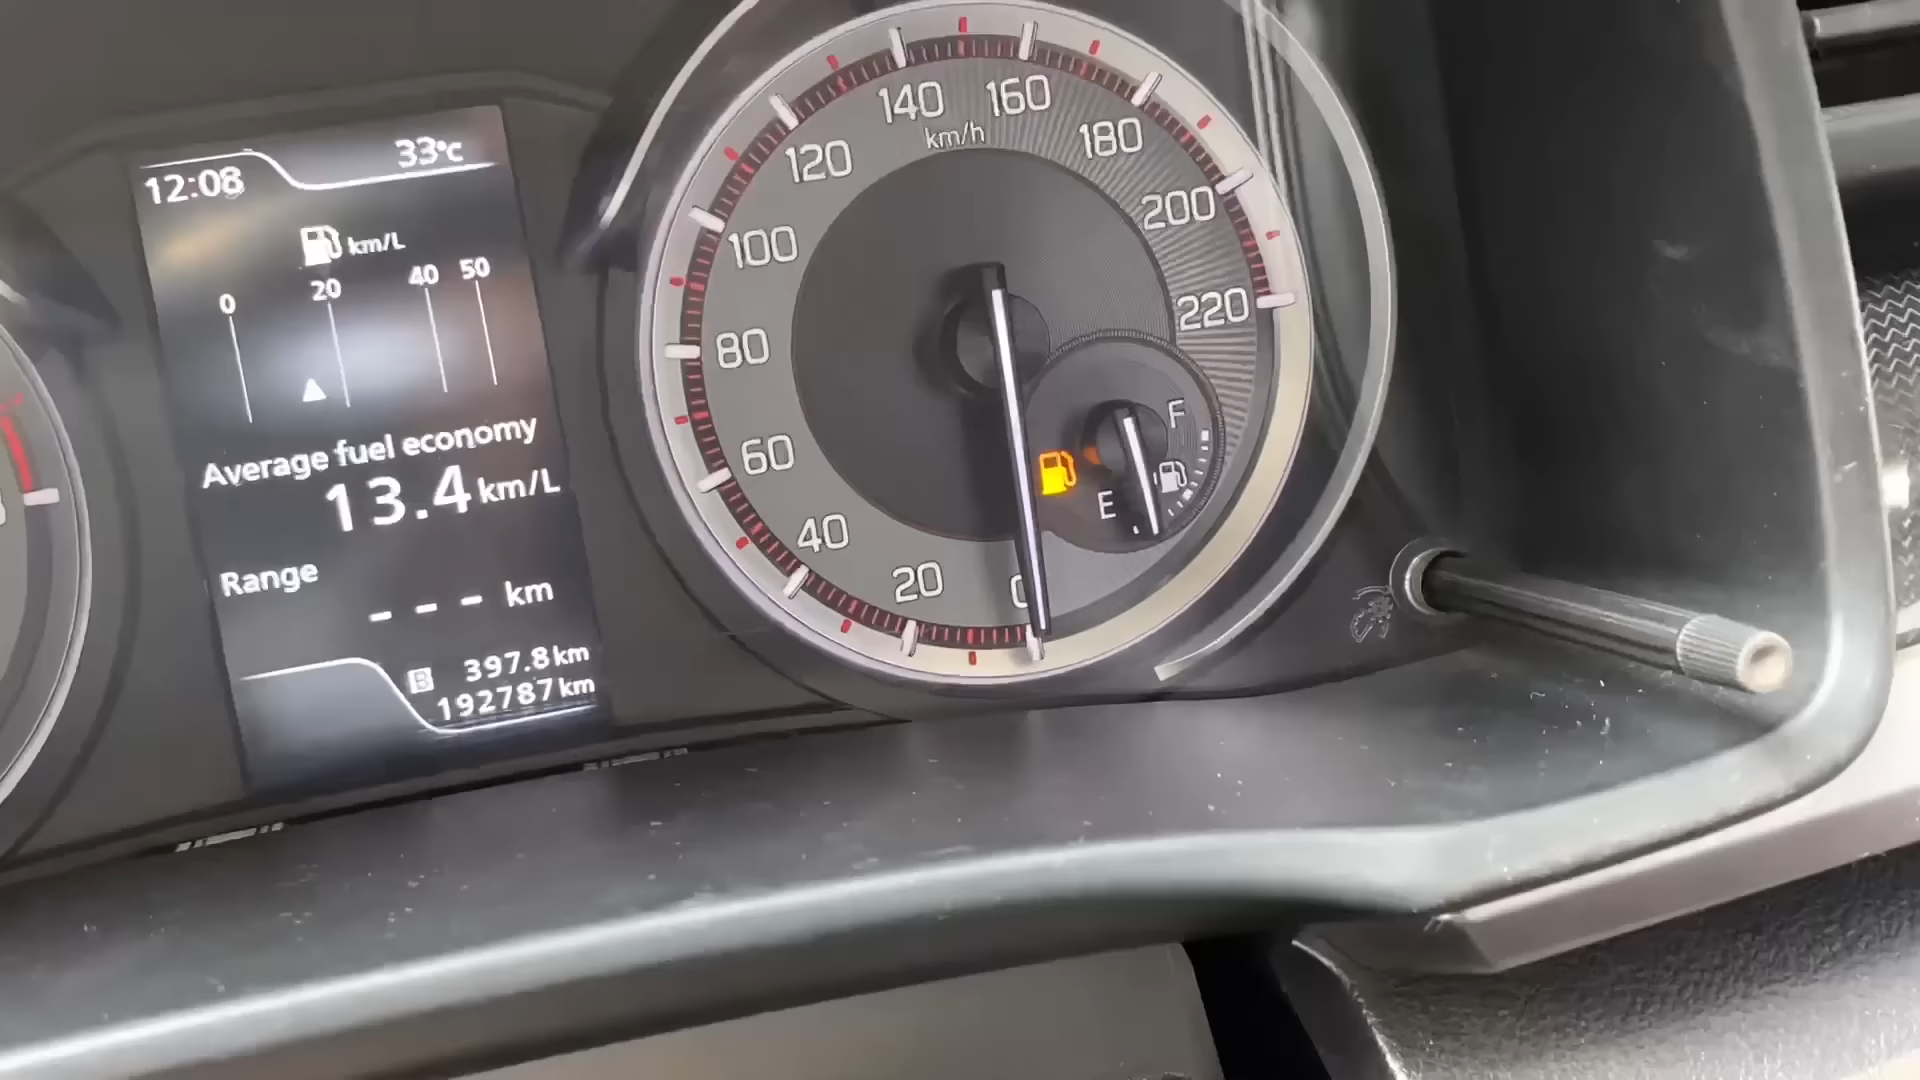 12:08
33°C
km/L
0 20 40 50
Average fuel economy
13.4 km/L
Range
--- km
B 397.8 km
192787 km
km/h
0
20
40
60
80
100
120
140
160
180
200
220
F
E